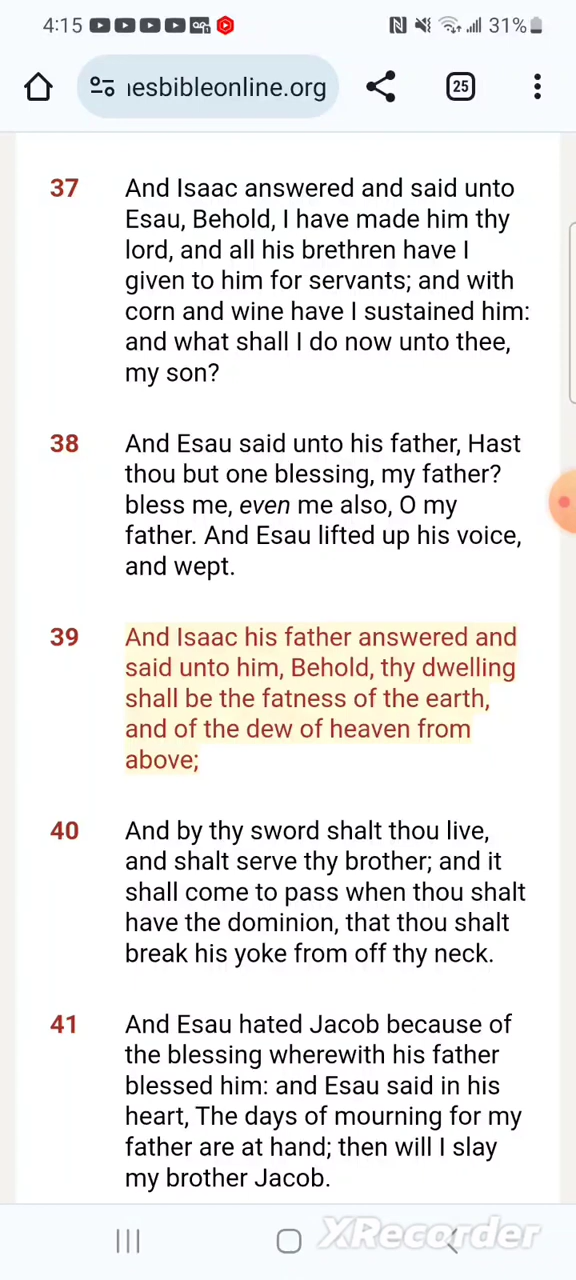 4:15 31%
ıesbibleonline.org 25
37 And Isaac answered and said unto
Esau, Behold, I have made him thy
lord, and all his brethren have I
given to him for servants; and with
corn and wine have I sustained him:
and what shall I do now unto thee,
my son?
38 And Esau said unto his father, Hast
thou but one blessing, my father?
bless me, even me also, O my
father. And Esau lifted up his voice,
and wept.
39 And Isaac his father answered and
said unto him, Behold, thy dwelling
shall be the fatness of the earth,
and of the dew of heaven from
above;
40 And by thy sword shalt thou live,
and shalt serve thy brother; and it
shall come to pass when thou shalt
have the dominion, that thou shalt
break his yoke from off thy neck.
41 And Esau hated Jacob because of
the blessing wherewith his father
blessed him: and Esau said in his
heart, The days of mourning for my
father are at hand; then will I slay
my brother Jacob.
XRecorder